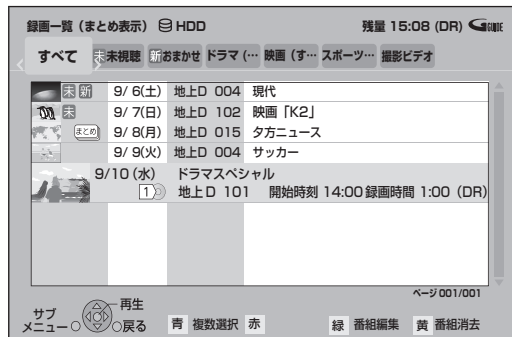 録画一覧（まとめ表示） HDD 残量 15:08 (DR) GGUIDE
すべて 未 未視聴 新 おまかせ ドラマ (… 映画（す… スポーツ… 撮影ビデオ
未 新 9/ 6(土) 地上D 004 現代
未 9/ 7(日) 地上D 102 映画「K2」
まとめ 9/ 8(月) 地上D 015 夕方ニュース
9/ 9(火) 地上D 004 サッカー
9/10 (水) ドラマスペシャル
1 地上D 101 開始時刻 14:00 録画時間 1:00 (DR)
ページ 001/001
サブメニュー 再生
戻る 青 複数選択 赤 緑 番組編集 黄 番組消去